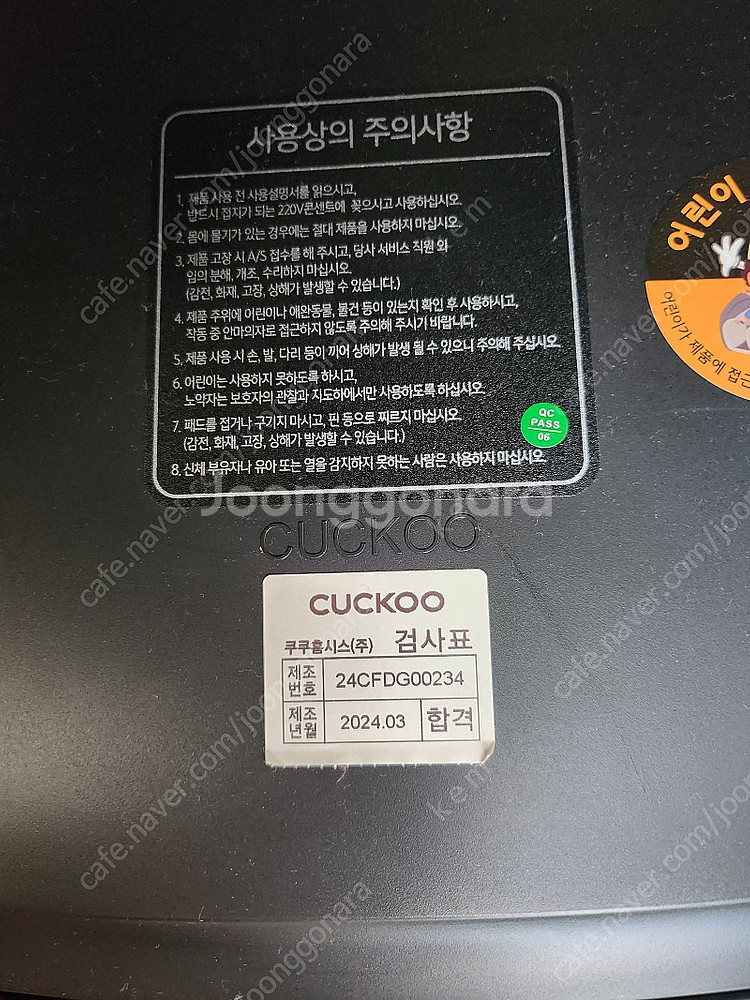 사용상의 주의사항
1. 제품 사용 전 사용설명서를 읽으시고,
반드시 접지가 되는 220V콘센트에 꽂으시고 사용하십시오.
2. 몸에 물기가 있는 경우에는 절대 제품을 사용하지 마십시오.
3. 제품 고장 시 A/S 접수를 해 주시고, 당사 서비스 직원 외
임의 분해, 개조, 수리하지 마십시오.
(감전, 화재, 고장, 상해가 발생할 수 있습니다.)
4. 제품 주위에 어린이나 애완동물, 물건 등이 있는지 확인 후 사용하시고,
작동 중 안마의자로 접근하지 않도록 주의해 주시기 바랍니다.
5. 제품 사용 시 손, 발, 다리 등이 끼어 상해가 발생 될 수 있으니 주의해 주십시오.
6. 어린이는 사용하지 못하도록 하시고,
노약자는 보호자의 관찰과 지도하에서만 사용하도록 하십시오.
7. 패드를 접거나 구기지 마시고, 핀 등으로 찌르지 마십시오.
(감전, 화재, 고장, 상해가 발생할 수 있습니다.)
8. 신체 부유자나 유아 또는 열을 감지하지 못하는 사람은 사용하지 마십시오.
QC
PASS
06
어린이
어린이가 제품에 접근
Joonggonara
CUCKOO
CUCKOO
쿠쿠홈시스(주) 검사표
제조번호 24CFDG00234
제조년월 2024.03 합격
cafe.naver.com/joonggonara